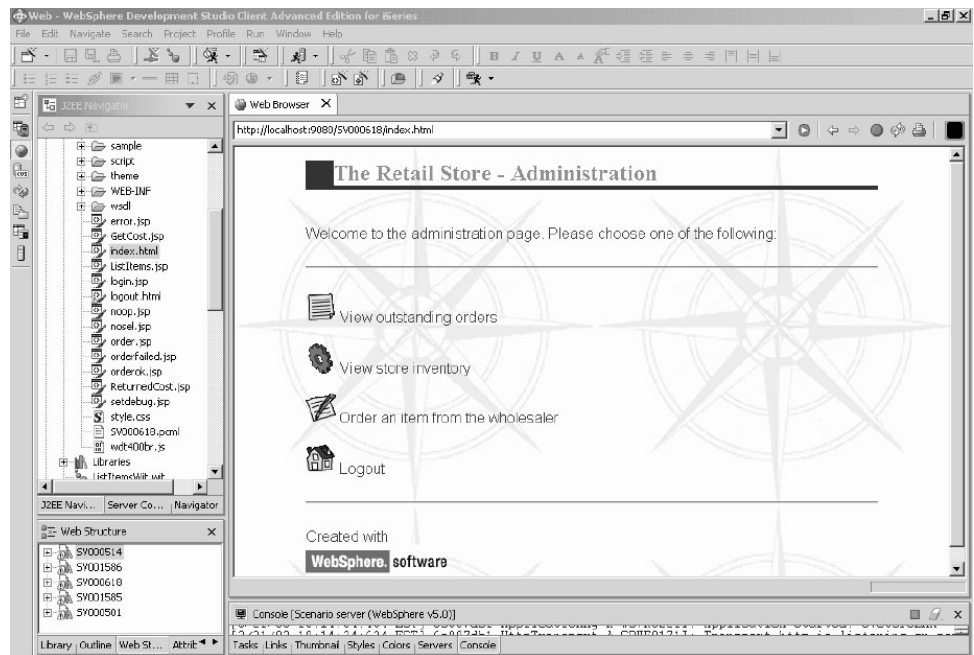 Web - WebSphere Development Studio Client Advanced Edition for iSeries
File Edit Navigate Search Project Profile Run Window Help
J2EE Navigator
sample
script
theme
WEB-INF
wsdl
error.jsp
GetCost.jsp
index.html
ListItems.jsp
login.jsp
logout.html
noop.jsp
nosel.jsp
order.jsp
orderfailed.jsp
orderok.jsp
ReturnedCost.jsp
setdebug.jsp
style.css
SV000618.pcml
wdt400br.js
Libraries
ListItemsWit.wit
J2EE Navi... Server Co... Navigator
Web Structure
SV000514
SV001586
SV000618
SV001585
SV000501
Library Outline Web St... Attrib
Web Browser
http://localhost:9080/SV000618/index.html
The Retail Store - Administration
Welcome to the administration page. Please choose one of the following:
View outstanding orders
View store inventory
Order an item from the wholesaler
Logout
Created with
WebSphere. software
Console [Scenario server (WebSphere v5.0)]
Tasks Links Thumbnail Styles Colors Servers Console